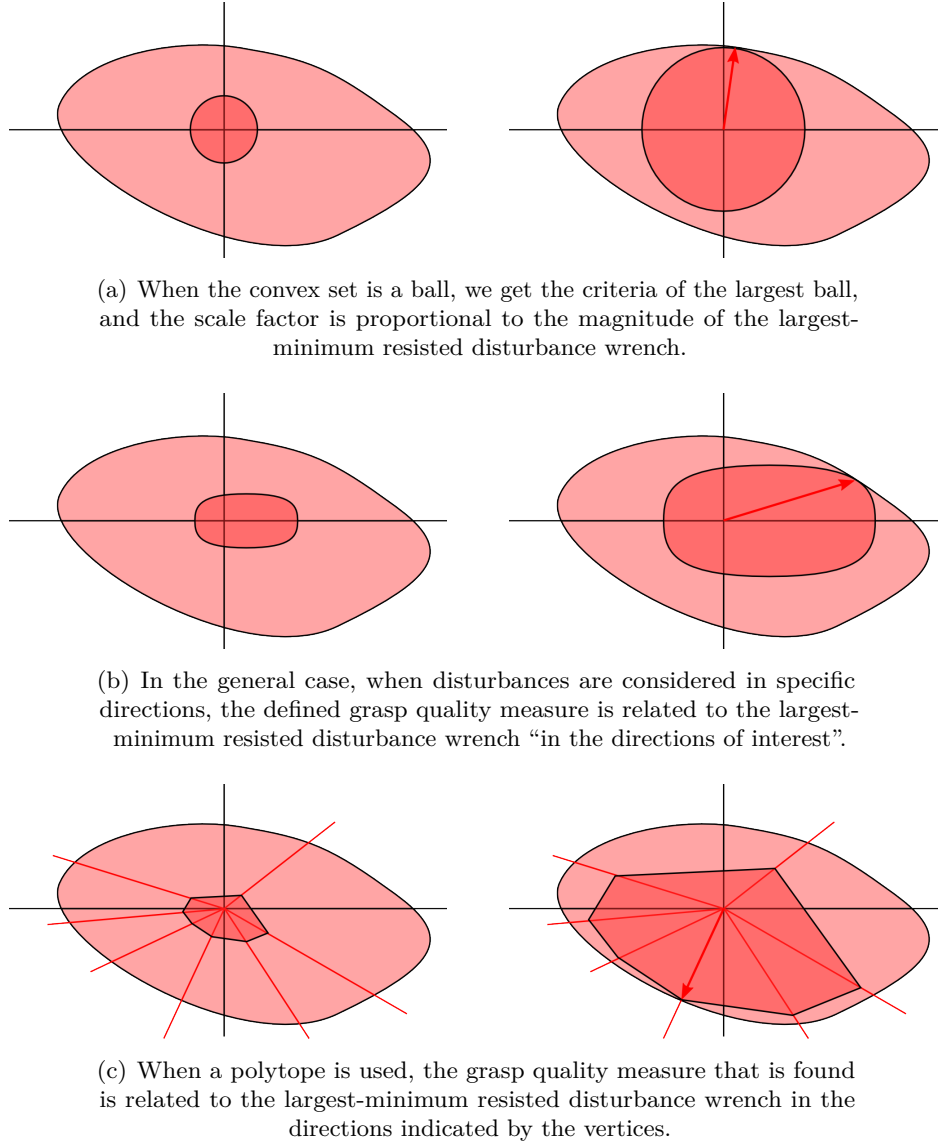 (a) When the convex set is a ball, we get the criteria of the largest ball,
and the scale factor is proportional to the magnitude of the largest-
minimum resisted disturbance wrench.
(b) In the general case, when disturbances are considered in specific
directions, the defined grasp quality measure is related to the largest-
minimum resisted disturbance wrench “in the directions of interest”.
(c) When a polytope is used, the grasp quality measure that is found
is related to the largest-minimum resisted disturbance wrench in the
directions indicated by the vertices.